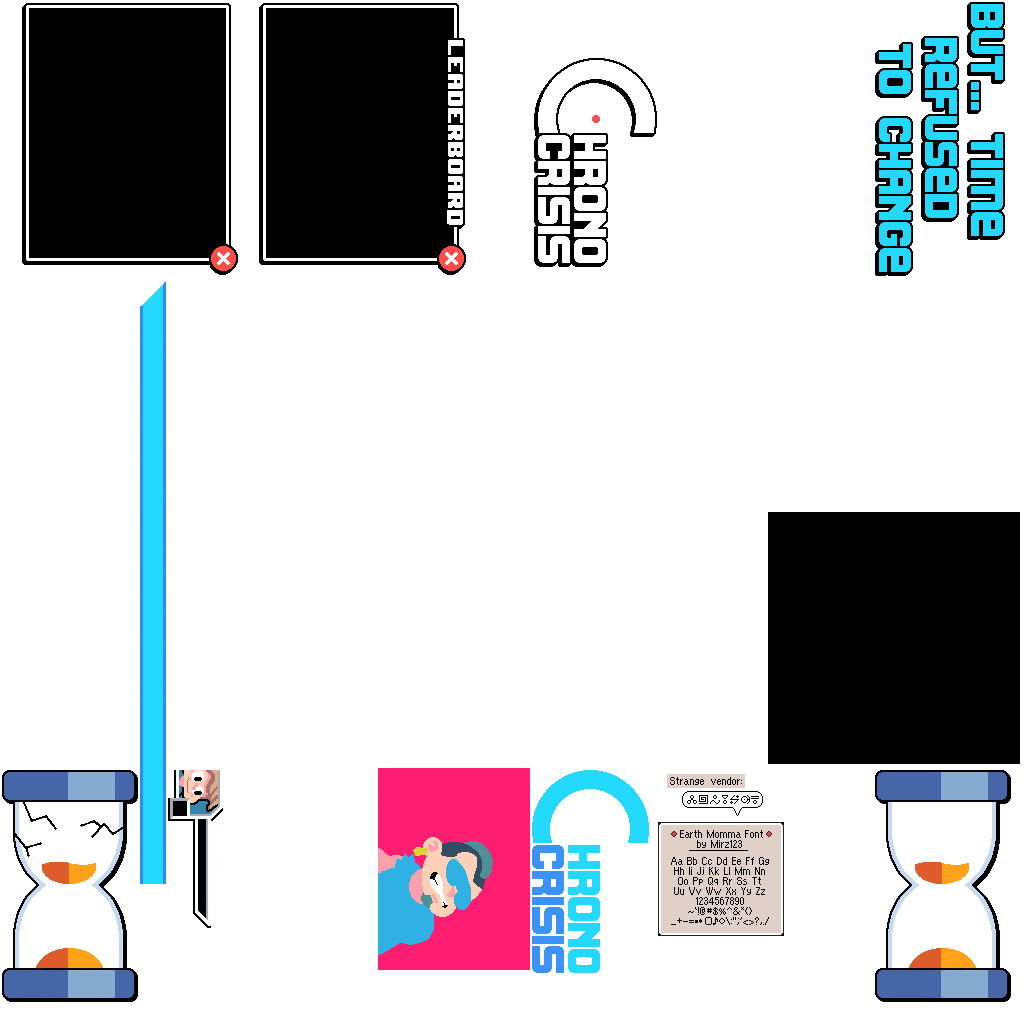 LEADERBOARD
CHRONO
CRISIS
BUT... TIME
REFUSED
TO CHANGE
CHRONO
CRISIS
Strange vendor:
Earth Momma Font
by Mirz123
Aa Bb Cc Dd Ee Ff Gg
Hh Ii Jj Kk Ll Mm Nn
Oo Pp Qq Rr Ss Tt
Uu Vv Ww Xx Yy Zz
1234567890